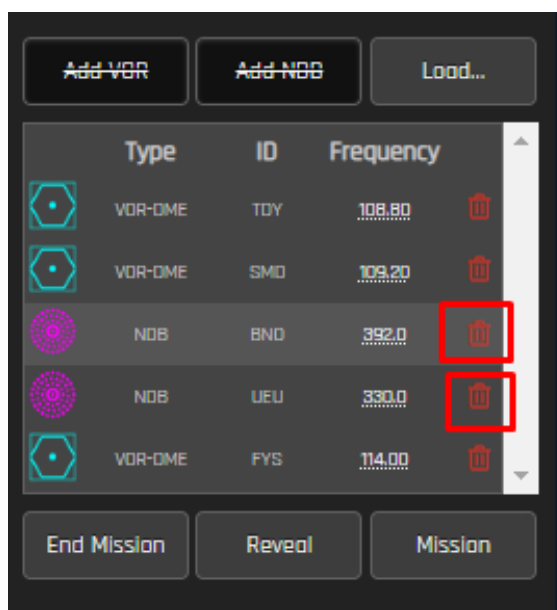 Add VOR Add NDB Load...
Type ID Frequency
VOR-DME TDY 108.80
VOR-DME SMO 109.20
NDB BND 392.0
NDB UEU 330.0
VOR-DME FYS 114.00
End Mission Reveal Mission